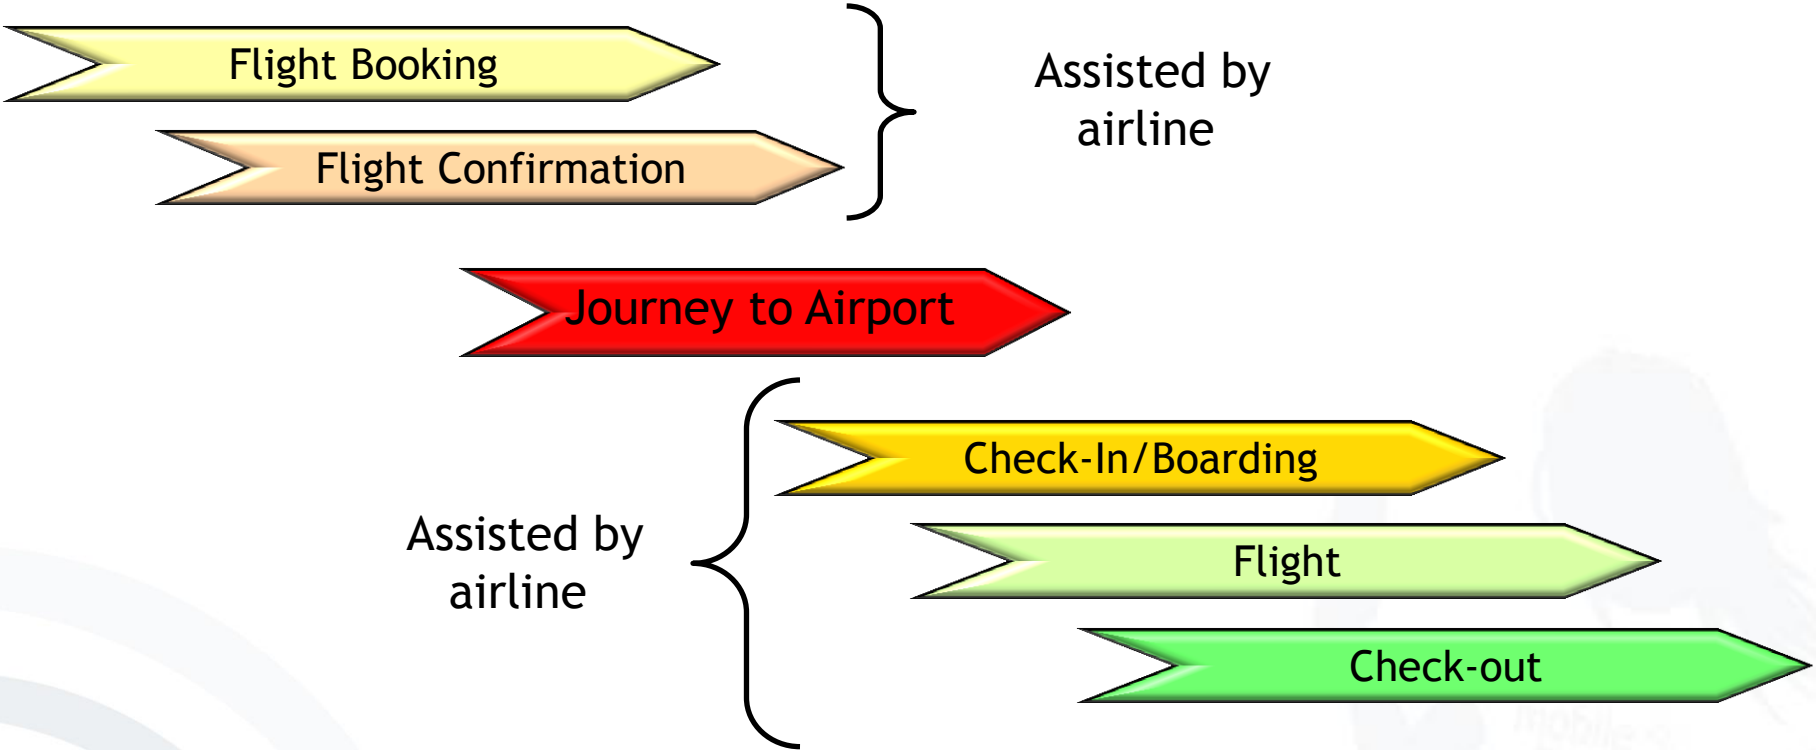 Flight Booking
Assisted by
airline
Flight Confirmation
Journey to Airport
Check-In/Boarding
Assisted by
airline
Flight
Check-out
mobile